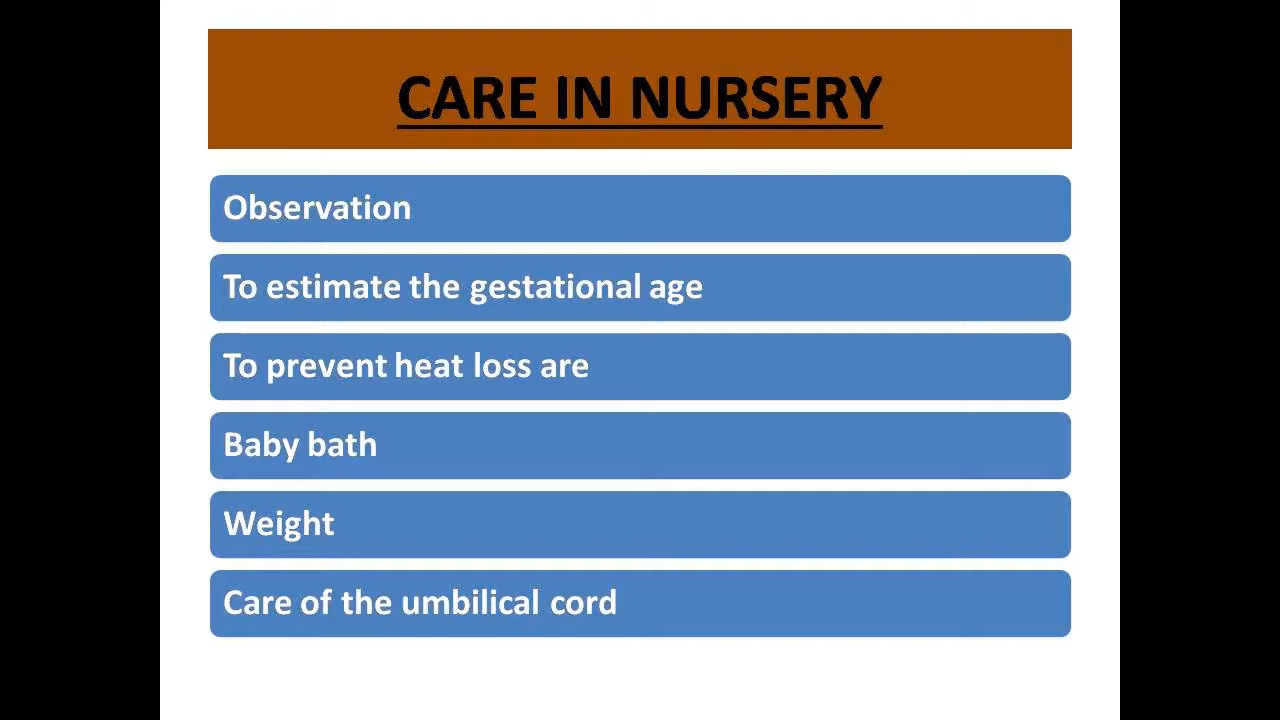 CARE IN NURSERY
Observation
To estimate the gestational age
To prevent heat loss are
Baby bath
Weight
Care of the umbilical cord